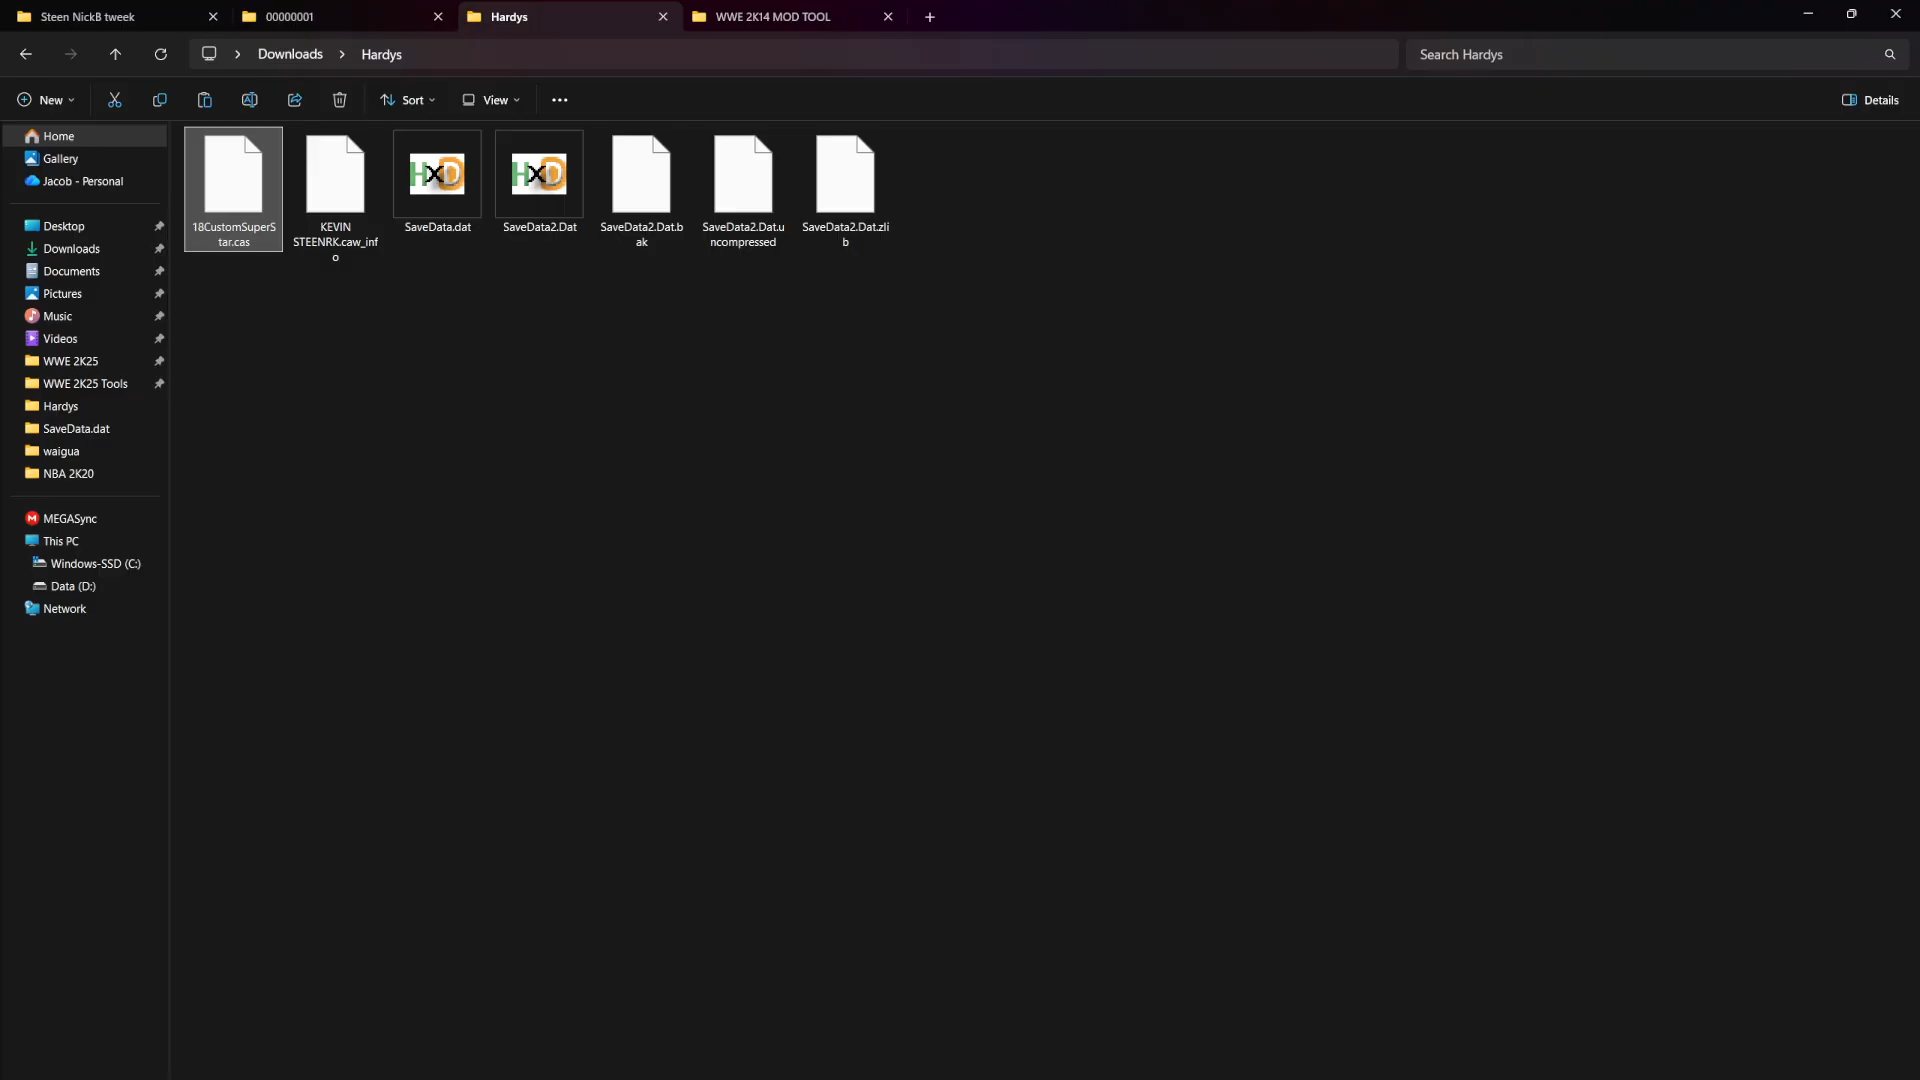 Steen NickB tweek
00000001
Hardys
WWE 2K14 MOD TOOL
Downloads
Hardys
Search Hardys
New
Sort
View
Details
Home
Gallery
Jacob - Personal
Desktop
Downloads
Documents
Pictures
Music
Videos
WWE 2K25
WWE 2K25 Tools
Hardys
SaveData.dat
waigua
NBA 2K20
MEGASync
This PC
Windows-SSD (C:)
Data (D:)
Network
18CustomSuperS
tar.cas
KEVIN
STEENRK.caw_inf
o
HxD
SaveData.dat
HxD
SaveData2.Dat
SaveData2.Dat.b
ak
SaveData2.Dat.u
ncompressed
SaveData2.Dat.zli
b